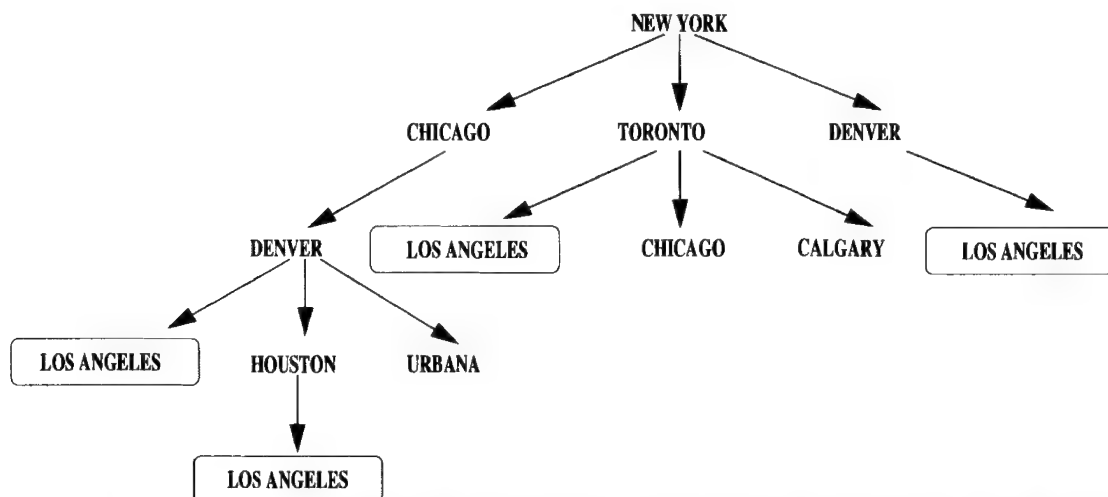 NEW YORK
CHICAGO TORONTO DENVER
DENVER LOS ANGELES CHICAGO CALGARY LOS ANGELES
LOS ANGELES HOUSTON URBANA
LOS ANGELES